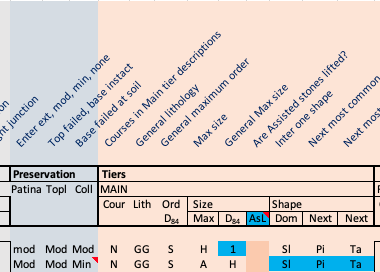 ht junction
Enter ext, mod, min, none
Top failed, base instact
Base failed at soil
Courses in Main tier descriptions
General lithology
General maximum order
Max size
General Max size
Are Assisted stones lifted?
Inter one shape
Next most common
Next most
Preservation Tiers
Patina Topl Coll MAIN
Cour Lith Ord Size Shape
D84 Max D84 AsL Dom Next Next
mod Mod Mod N GG S H 1 Sl Pi Ta
Mod Mod Min N GG S A H Sl Pi Ta